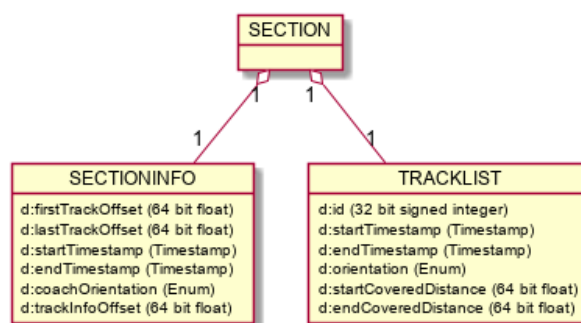 SECTION
1
1
1
1
SECTIONINFO
d:firstTrackOffset (64 bit float)
d:lastTrackOffset (64 bit float)
d:startTimestamp (Timestamp)
d:endTimestamp (Timestamp)
d:coachOrientation (Enum)
d:trackInfoOffset (64 bit float)
TRACKLIST
d:id (32 bit signed integer)
d:startTimestamp (Timestamp)
d:endTimestamp (Timestamp)
d:orientation (Enum)
d:startCoveredDistance (64 bit float)
d:endCoveredDistance (64 bit float)